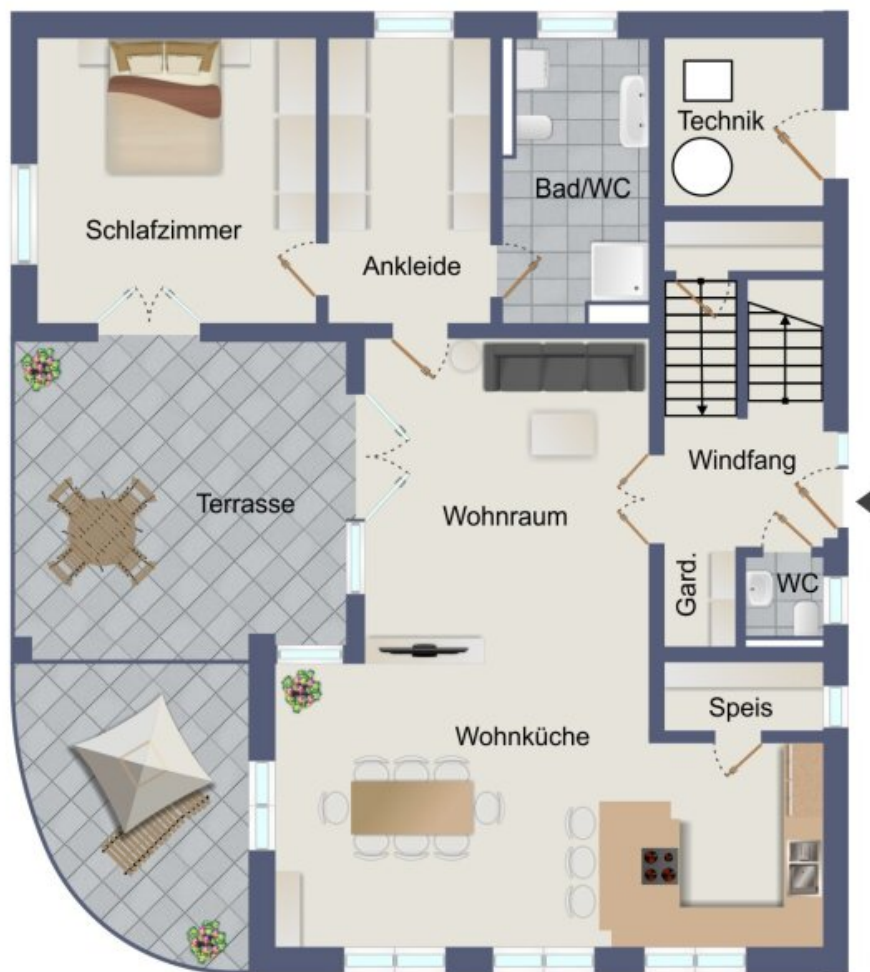 Technik
Bad/WC
Schlafzimmer
Ankleide
Windfang
Terrasse
Wohnraum
Gard.
WC
Speis
Wohnküche